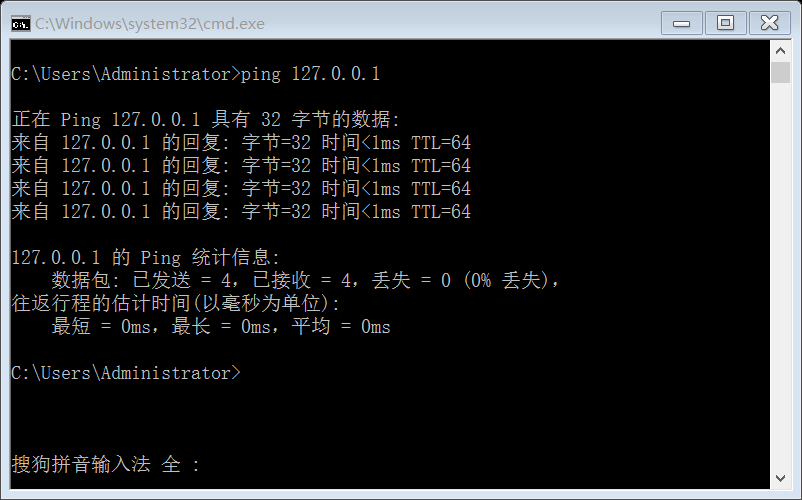 C:\Windows\system32\cmd.exe
C:\Users\Administrator>ping 127.0.0.1
正在 Ping 127.0.0.1 具有 32 字节的数据:
来自 127.0.0.1 的回复: 字节=32 时间<1ms TTL=64
来自 127.0.0.1 的回复: 字节=32 时间<1ms TTL=64
来自 127.0.0.1 的回复: 字节=32 时间<1ms TTL=64
来自 127.0.0.1 的回复: 字节=32 时间<1ms TTL=64
127.0.0.1 的 Ping 统计信息:
数据包: 已发送 = 4，已接收 = 4，丢失 = 0 (0% 丢失)，
往返行程的估计时间(以毫秒为单位):
最短 = 0ms，最长 = 0ms，平均 = 0ms
C:\Users\Administrator>
搜狗拼音输入法 全 :